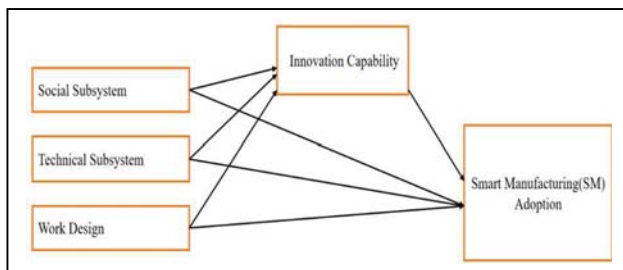 Innovation Capability
Social Subsystem
Technical Subsystem
Smart Manufacturing(SM)
Adoption
Work Design